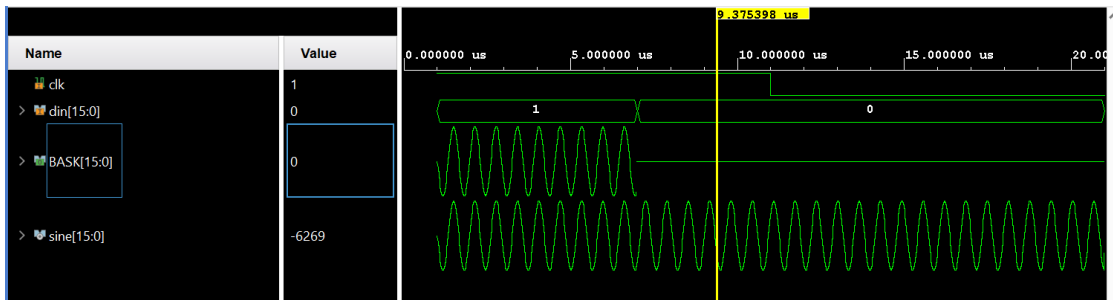 9.375398 us
Name Value
0.000000 us 5.000000 us 10.000000 us 15.000000 us 20.0
clk 1
din[15:0] 0 1 0
BASK[15:0] 0
sine[15:0] -6269